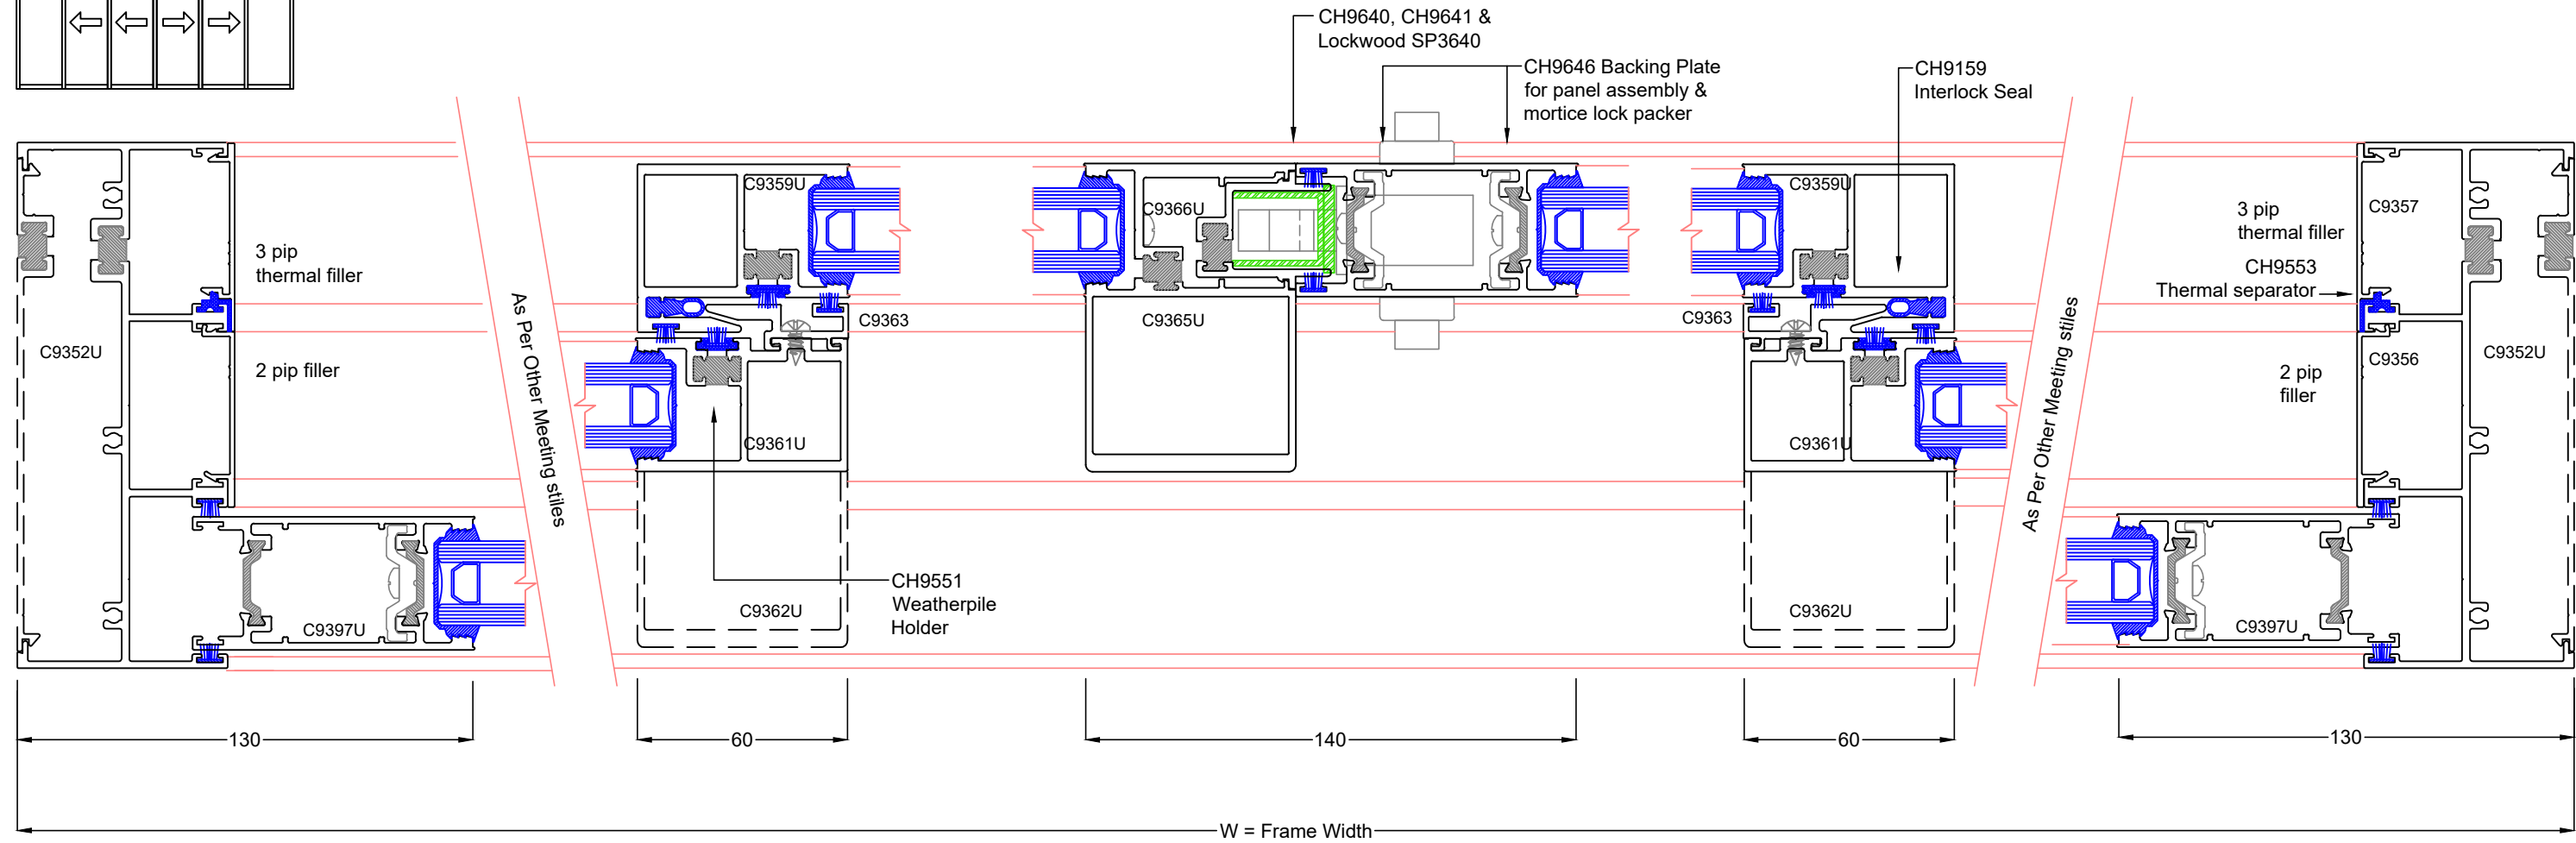 CH9640, CH9641 &
Lockwood SP3640
CH9646 Backing Plate
for panel assembly &
mortice lock packer
CH9159
Interlock Seal
C9359U
C9366U
C9359U
C9357
3 pip
thermal filler
3 pip
thermal filler
CH9553
Thermal separator
C9363
C9365U
C9363
C9352U
2 pip filler
As Per Other Meeting stiles
As Per Other Meeting stiles
C9356
C9352U
2 pip
filler
C9361U
C9361U
CH9551
Weatherpile
Holder
C9397U
C9362U
C9362U
C9397U
130
60
140
60
130
W = Frame Width